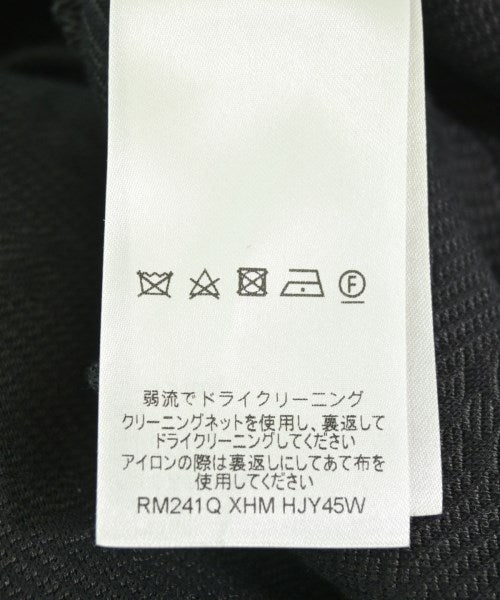 F
弱流でドライクリーニング
クリーニングネットを使用し、裏返して
ドライクリーニングしてください
アイロンの際は裏返しにしてあて布を
使用してください
RM241Q XHM HJY45W